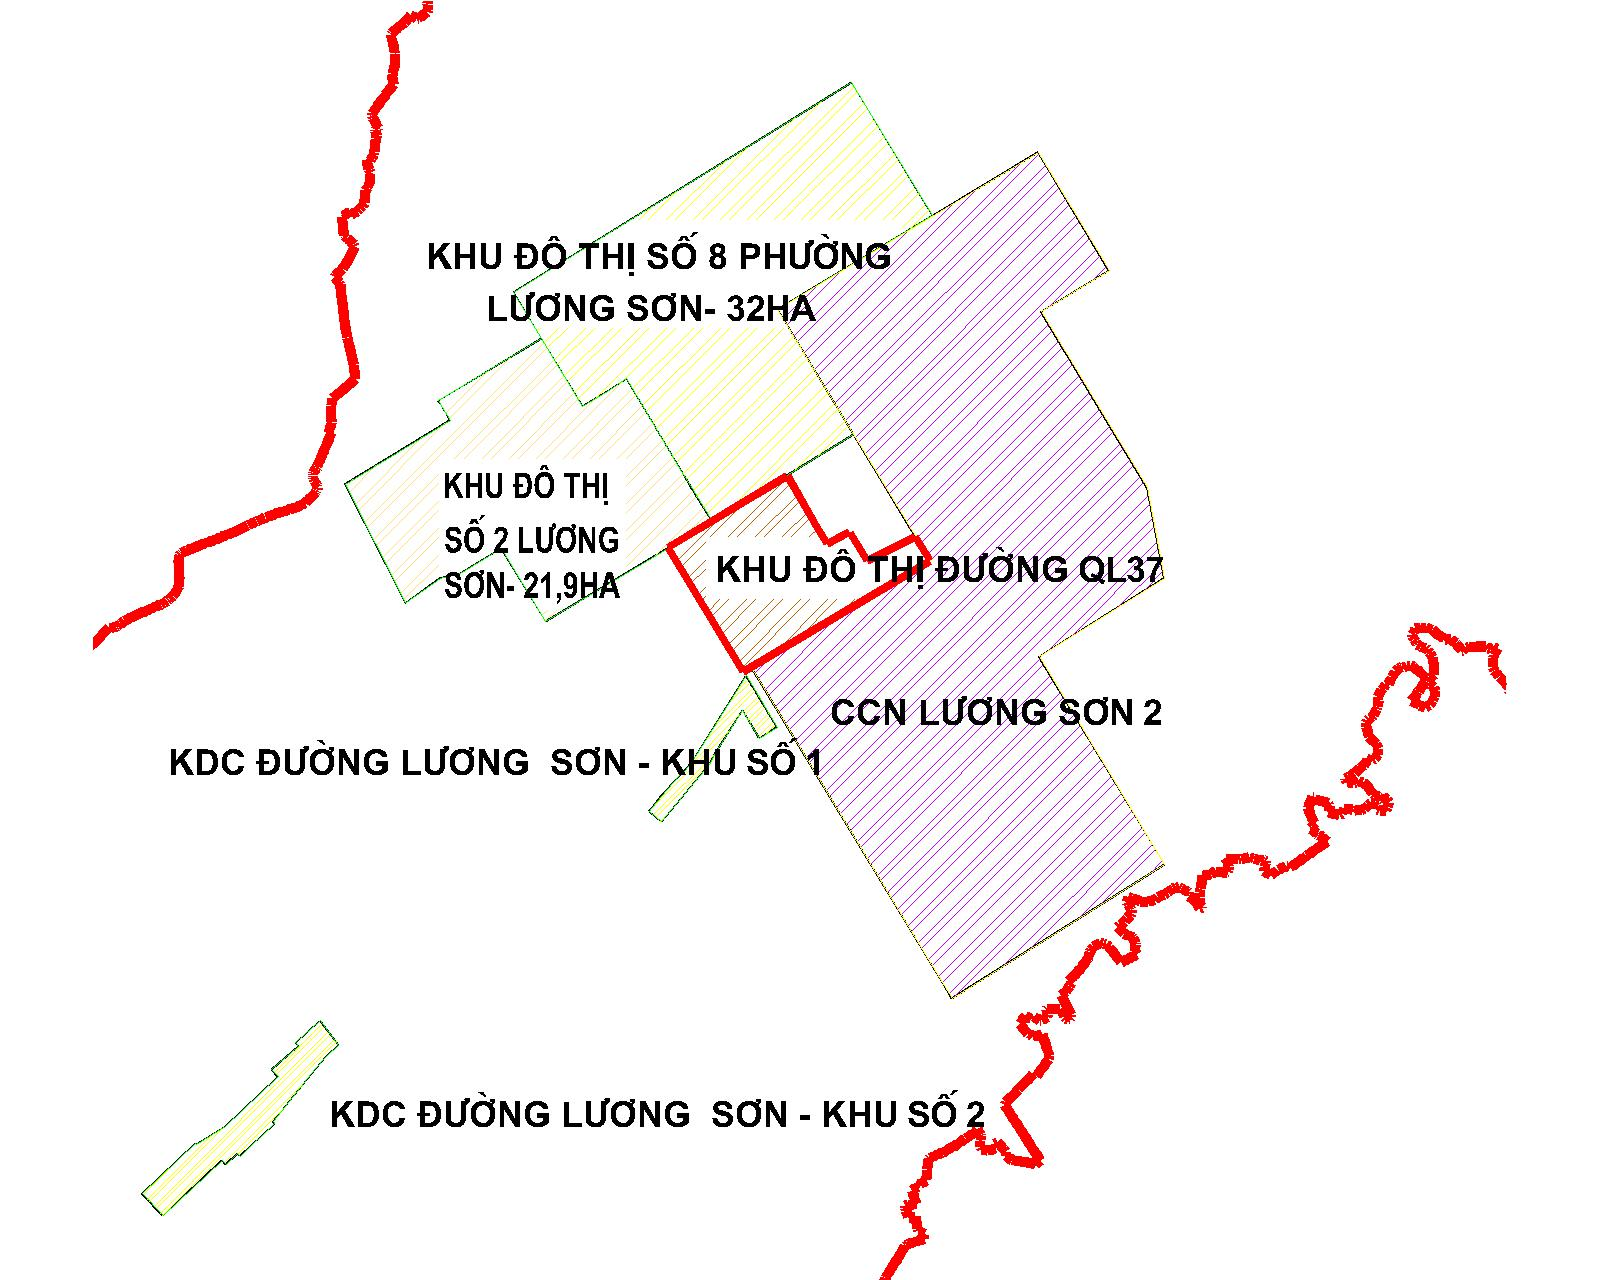 KHU ĐÔ THỊ SỐ 8 PHƯỜNG
LƯƠNG SƠN- 32HA
KHU ĐÔ THỊ
SỐ 2 LƯƠNG
SƠN- 21,9HA
KHU ĐÔ THỊ ĐƯỜNG QL37
CCN LƯƠNG SƠN 2
KDC ĐƯỜNG LƯƠNG  SƠN - KHU SỐ 1
KDC ĐƯỜNG LƯƠNG  SƠN - KHU SỐ 2